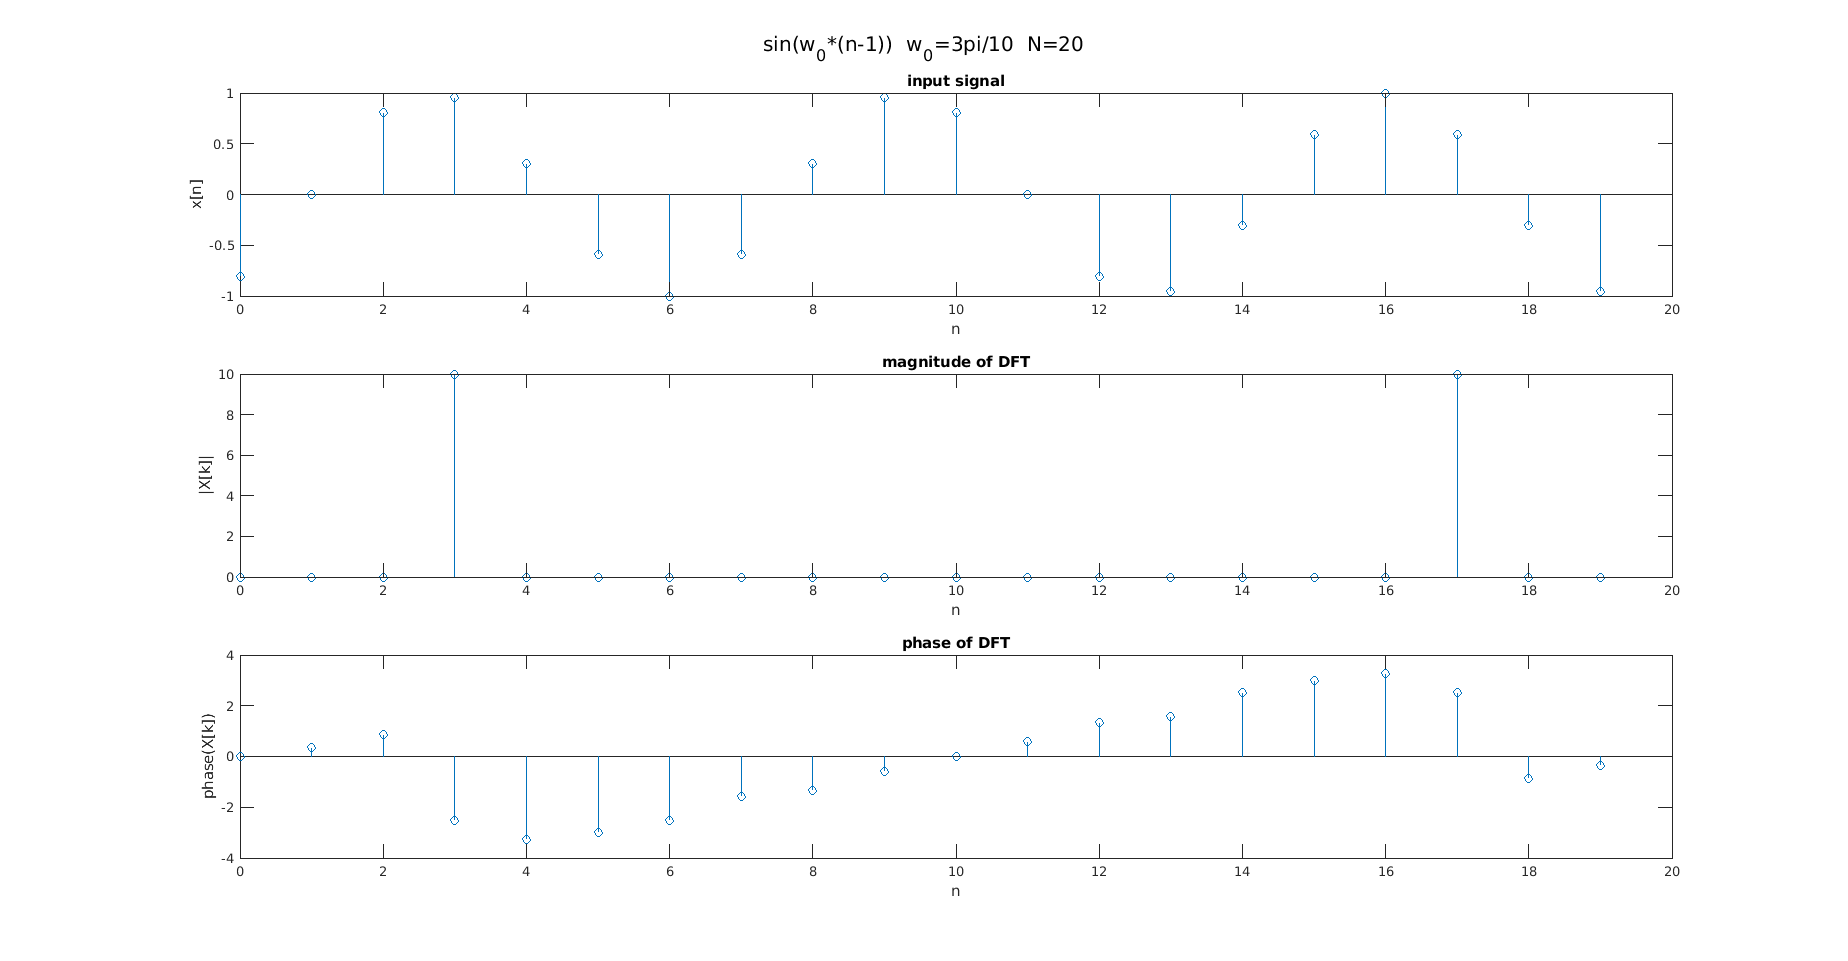 sin(w0*(n-1)) w0=3pi/10 N=20
input signal
1
0.5
0
-0.5
-1
x[n]
0 2 4 6 8 10 12 14 16 18 20
n
magnitude of DFT
10
8
6
4
2
0
|X[k]|
0 2 4 6 8 10 12 14 16 18 20
n
phase of DFT
4
2
0
-2
-4
phase(X[k])
0 2 4 6 8 10 12 14 16 18 20
n